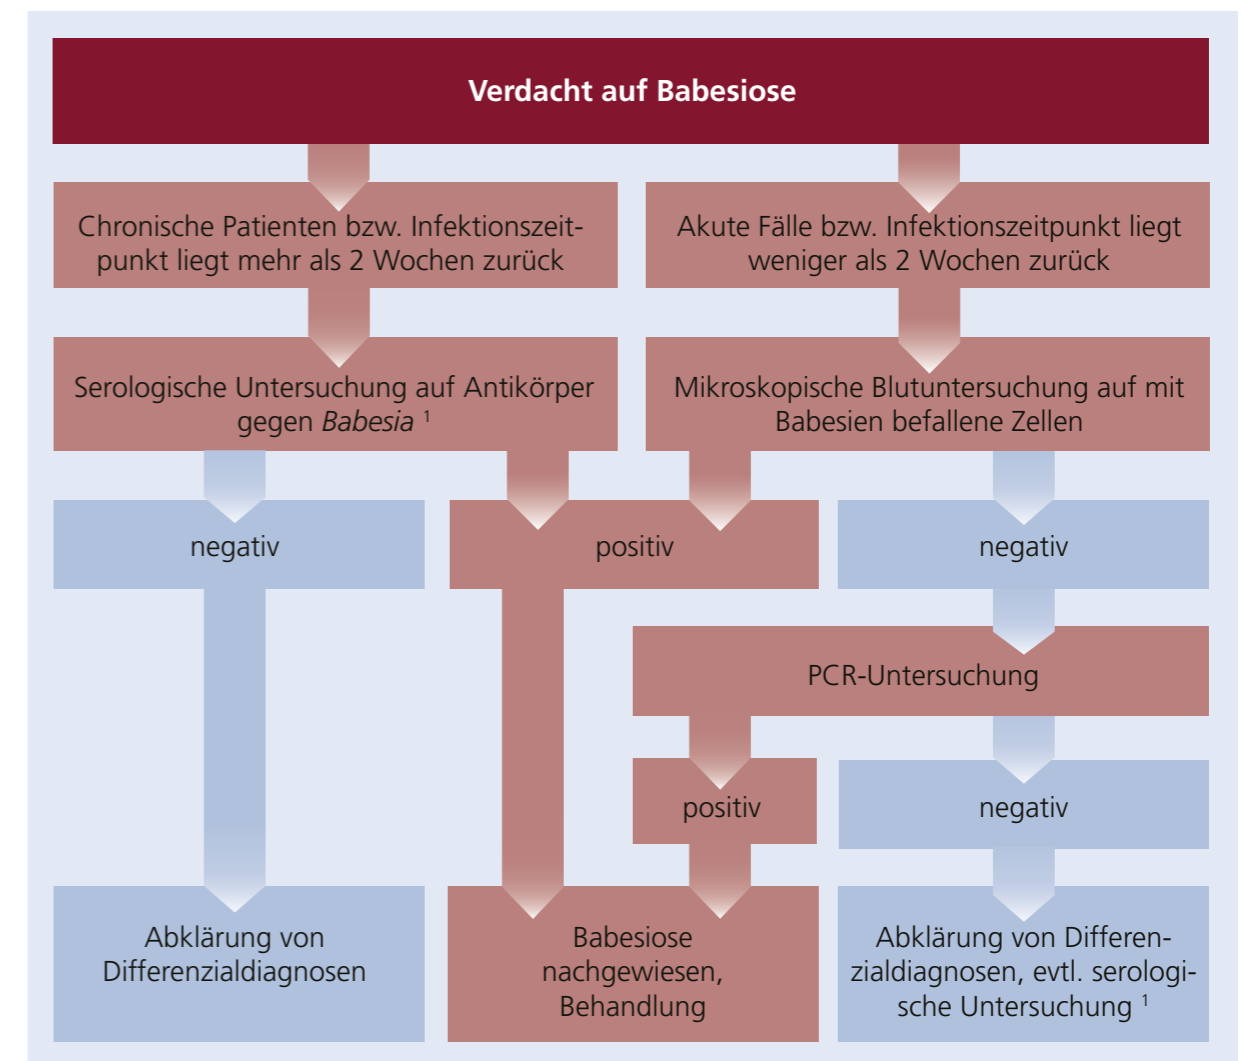 Verdacht auf Babesiose
Chronische Patienten bzw. Infektionszeit-
punkt liegt mehr als 2 Wochen zurück
Akute Fälle bzw. Infektionszeitpunkt liegt
weniger als 2 Wochen zurück
Serologische Untersuchung auf Antikörper
gegen Babesia ¹
Mikroskopische Blutuntersuchung auf mit
Babesien befallene Zellen
negativ
positiv
negativ
PCR-Untersuchung
positiv
negativ
Abklärung von
Differenzialdiagnosen
Babesiose
nachgewiesen,
Behandlung
Abklärung von Differen-
zialdiagnosen, evtl. serologi-
sche Untersuchung ¹